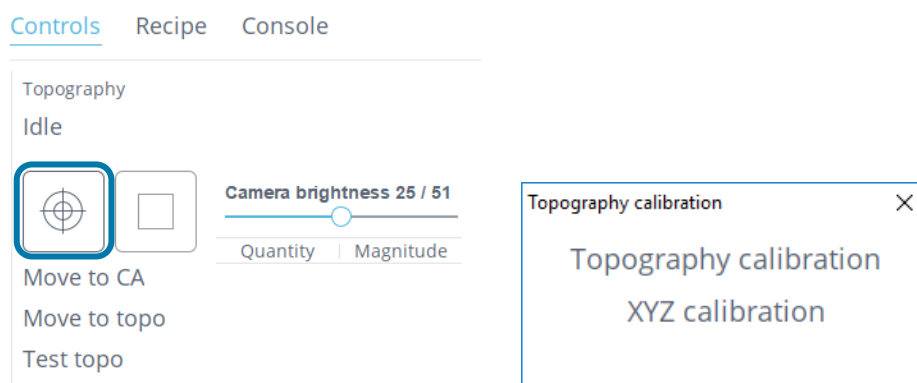 Controls Recipe Console
Topography
Idle
Camera brightness 25 / 51
Quantity Magnitude
Move to CA
Move to topo
Test topo
Topography calibration
Topography calibration
XYZ calibration